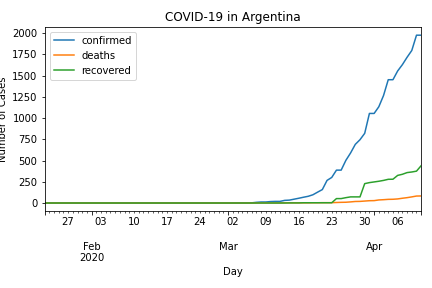 COVID-19 in Argentina
confirmed
deaths
recovered
2000
1750
1500
1250
1000
750
500
250
0
Number of Cases
27 03 10 17 24 02 09 16 23 30 06
Feb Mar Apr
2020
Day